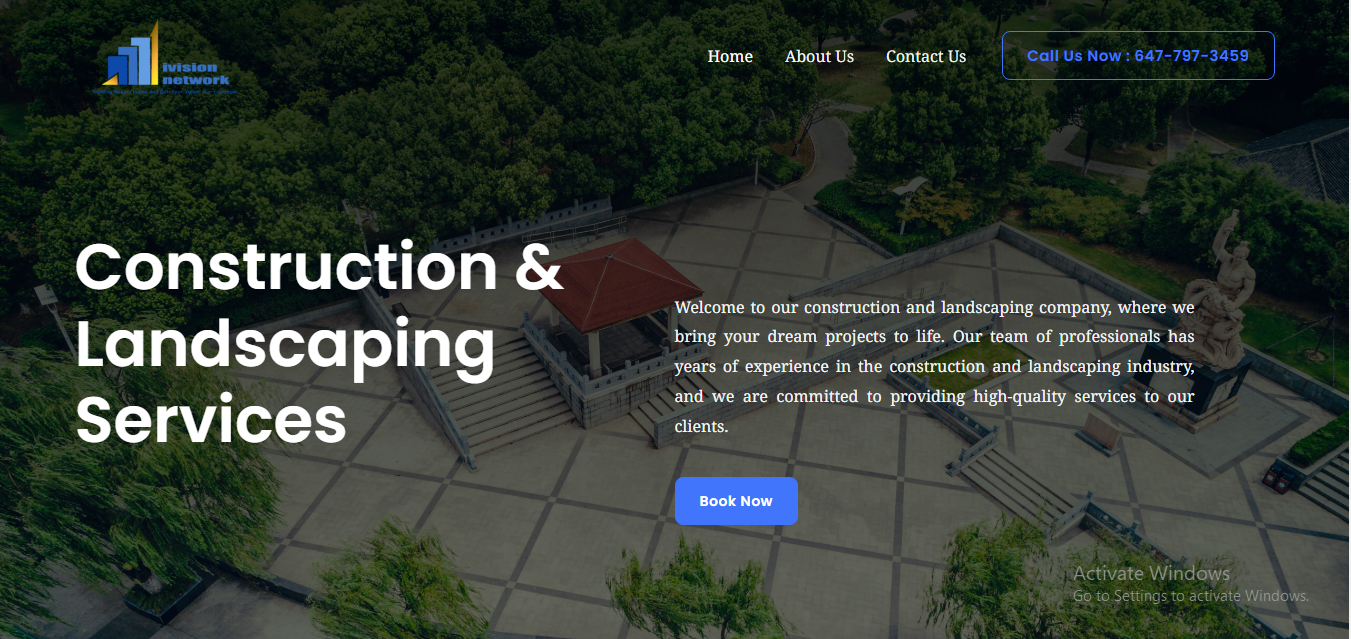 ivision
network
Home About Us Contact Us Call Us Now : 647-797-3459
Construction &
Landscaping
Services
Welcome to our construction and landscaping company, where we
bring your dream projects to life. Our team of professionals has
years of experience in the construction and landscaping industry,
and we are committed to providing high-quality services to our
clients.
Book Now
Activate Windows
Go to Settings to activate Windows.